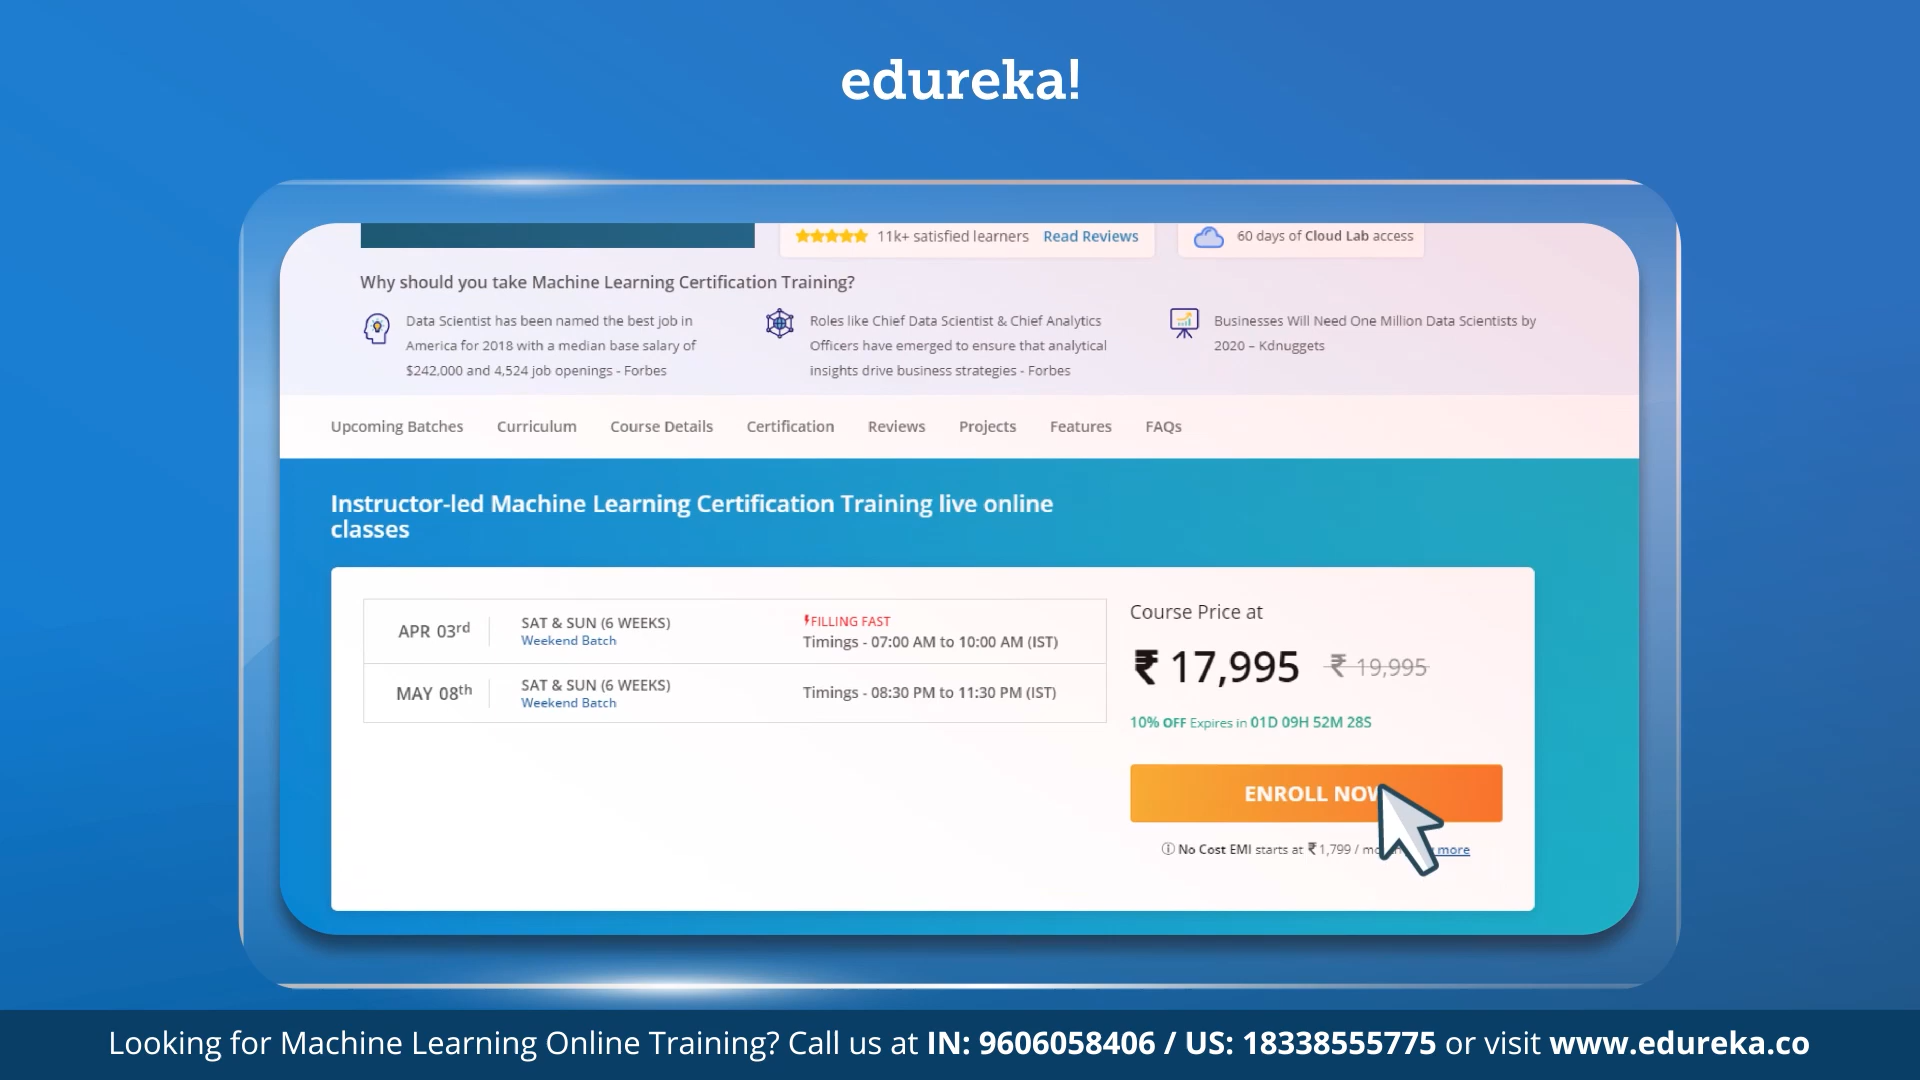 edureka!
11k+ satisfied learners Read Reviews
60 days of Cloud Lab access
Why should you take Machine Learning Certification Training?
Data Scientist has been named the best job in
America for 2018 with a median base salary of
$242,000 and 4,524 job openings - Forbes
Roles like Chief Data Scientist & Chief Analytics
Officers have emerged to ensure that analytical
insights drive business strategies - Forbes
Businesses Will Need One Million Data Scientists by
2020 – Kdnuggets
Upcoming Batches Curriculum Course Details Certification Reviews Projects Features FAQs
Instructor-led Machine Learning Certification Training live online
classes
APR 03rd
SAT & SUN (6 WEEKS)
Weekend Batch
FILLING FAST
Timings - 07:00 AM to 10:00 AM (IST)
MAY 08th
SAT & SUN (6 WEEKS)
Weekend Batch
Timings - 08:30 PM to 11:30 PM (IST)
Course Price at
₹ 17,995 ₹ 19,995
10% OFF Expires in 01D 09H 52M 28S
ENROLL NOW
No Cost EMI starts at ₹ 1,799 / more
Looking for Machine Learning Online Training? Call us at IN: 9606058406 / US: 18338555775 or visit www.edureka.co